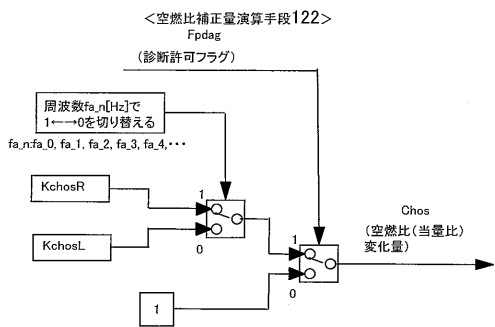 <空燃比補正量演算手段122>
Fpdag
(診断許可フラグ)
周波数fa_n[Hz]で
1←→0を切り替える
fa_n:fa_0, fa_1, fa_2, fa_3, fa_4,・・・
KchosR
1
KchosL
0
1
Chos
(空燃比(当量比)
変化量)
0
1